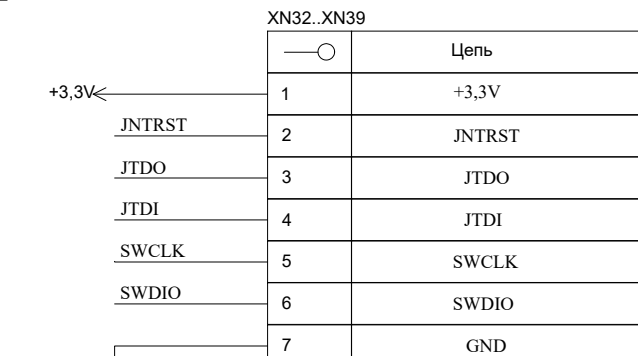 XN32..XN39
Цепь
+3,3V 1 +3,3V
JNTRST 2 JNTRST
JTDO 3 JTDO
JTDI 4 JTDI
SWCLK 5 SWCLK
SWDIO 6 SWDIO
7 GND